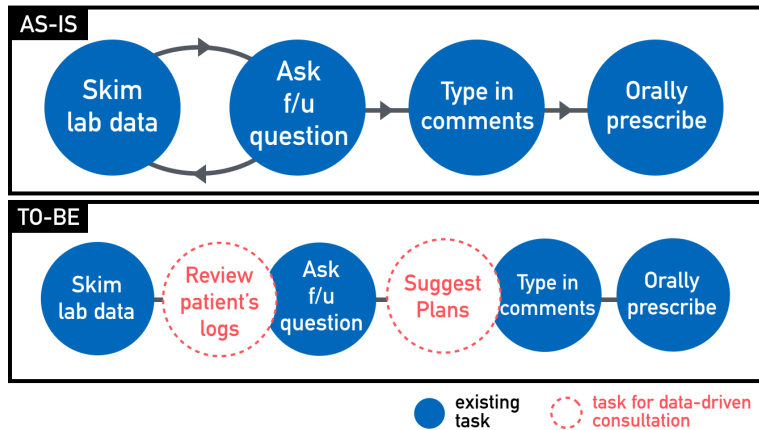 AS-IS
Skim
lab data
Ask
f/u
question
Type in
comments
Orally
prescribe
TO-BE
Skim
lab data
Review
patient's
logs
Ask
f/u
question
Suggest
Plans
Type in
comments
Orally
prescribe
existing
task
task for data-driven
consultation